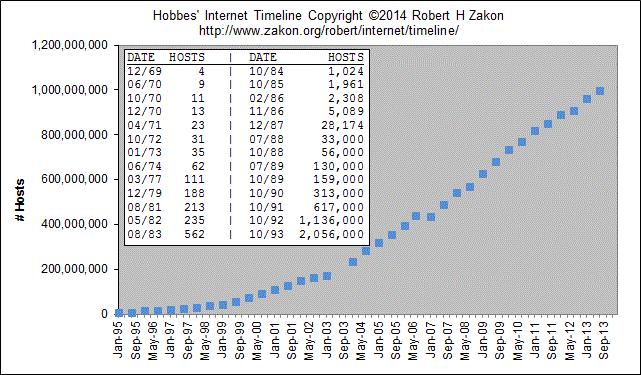 Hobbes' Internet Timeline Copyright ©2014 Robert H Zakon
http://www.zakon.org/robert/internet/timeline/
DATE HOSTS | DATE HOSTS
12/69 4 | 10/84 1,024
06/70 9 | 10/85 1,961
10/70 11 | 02/86 2,308
12/70 13 | 11/86 5,089
04/71 23 | 12/87 28,174
10/72 31 | 07/88 33,000
01/73 35 | 10/88 56,000
06/74 62 | 07/89 130,000
03/77 111 | 10/89 159,000
12/79 188 | 10/90 313,000
08/81 213 | 10/91 617,000
05/82 235 | 10/92 1,136,000
08/83 562 | 10/93 2,056,000
# Hosts
1,200,000,000
1,000,000,000
800,000,000
600,000,000
400,000,000
200,000,000
0
Jan-95
Sep-95
May-96
Jan-97
Sep-97
May-98
Jan-99
Sep-99
May-00
Jan-01
Sep-01
May-02
Jan-03
Sep-03
May-04
Jan-05
Sep-05
May-06
Jan-07
Sep-07
May-08
Jan-09
Sep-09
May-10
Jan-11
Sep-11
May-12
Jan-13
Sep-13